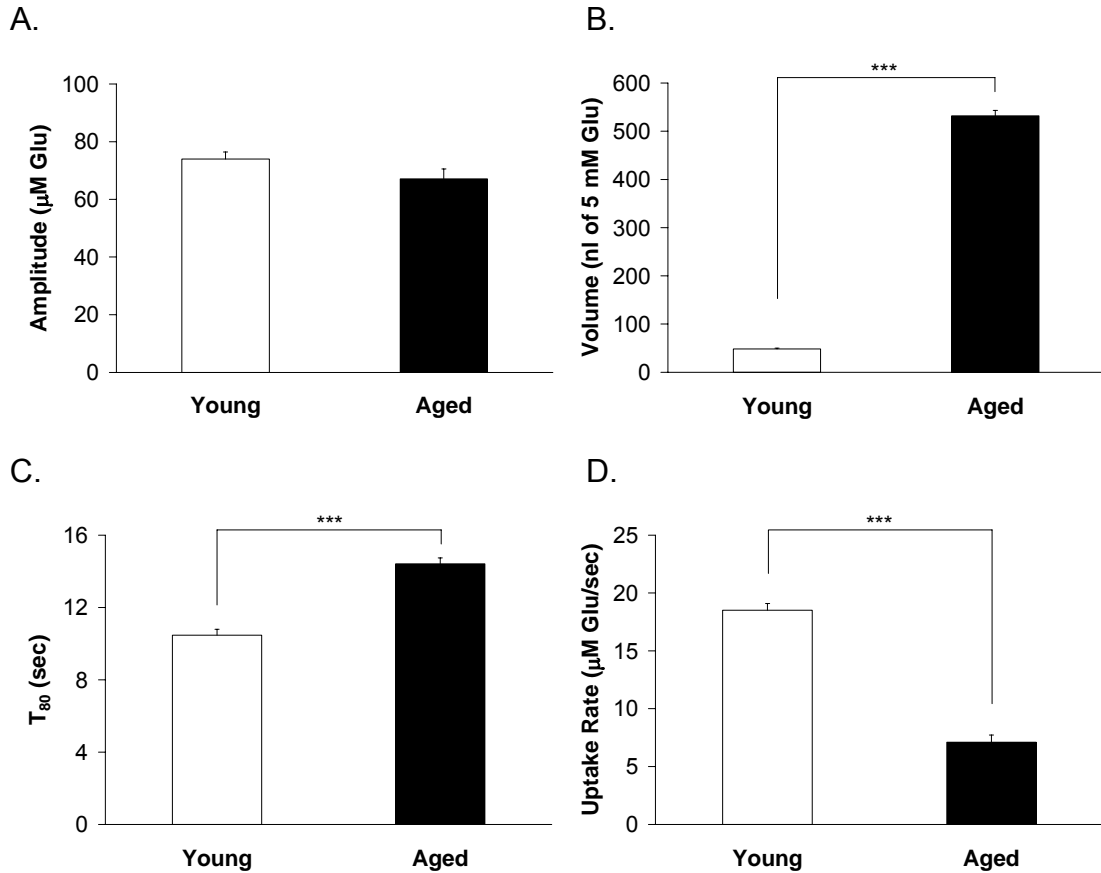 A.
Amplitude (μM Glu)
100
80
60
40
20
0
Young Aged
B.
Volume (nl of 5 mM Glu)
600
500
400
300
200
100
0
***
Young Aged
C.
T80 (sec)
16
12
8
4
0
***
Young Aged
D.
Uptake Rate (μM Glu/sec)
25
20
15
10
5
0
***
Young Aged